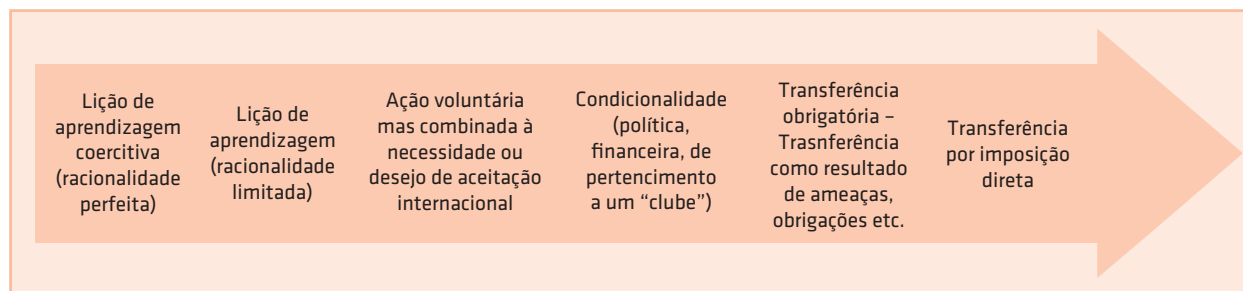 Lição de
aprendizagem
coercitiva
(racionalidade
perfeita)
Lição de
aprendizagem
(racionalidade
limitada)
Ação voluntária
mas combinada à
necessidade ou
desejo de aceitação
internacional
Condicionalidade
(política,
financeira, de
pertencimento
a um “clube”)
Transferência
obrigatória –
Trasnferência
como resultado
de ameaças,
obrigações etc.
Transferência
por imposição
direta